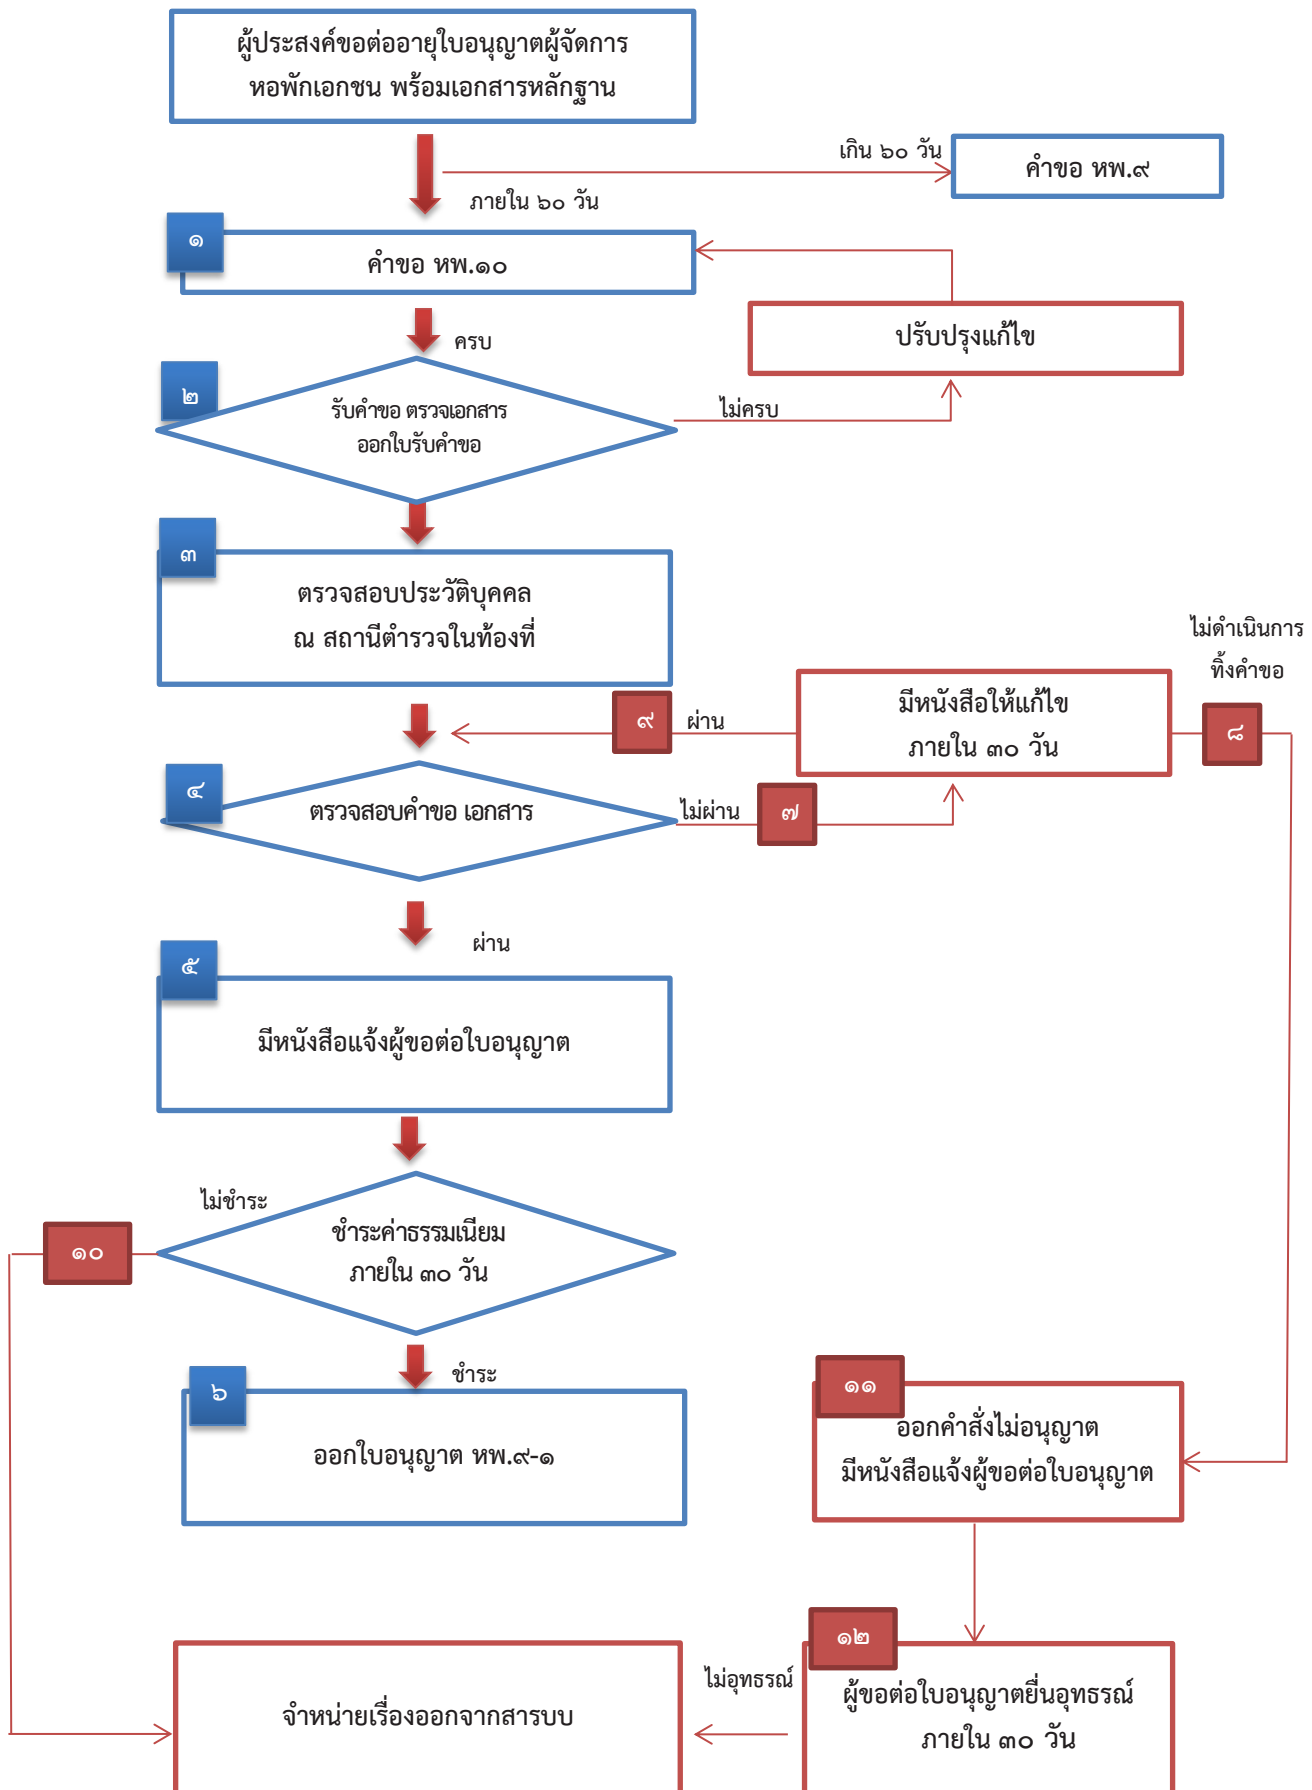 ผู้ประสงค์ขอต่ออายุใบอนุญาตผู้จัดการ
หอพักเอกชน พร้อมเอกสารหลักฐาน
เกิน ๖๐ วัน
คำขอ หพ.๙
ภายใน ๖๐ วัน
๑
คำขอ หพ.๑๐
ปรับปรุงแก้ไข
ครบ
๒
รับคำขอ ตรวจเอกสาร
ออกใบรับคำขอ
ไม่ครบ
๓
ตรวจสอบประวัติบุคคล
ณ สถานีตำรวจในท้องที่
ไม่ดำเนินการ
ทิ้งคำขอ
๙
ผ่าน
มีหนังสือให้แก้ไข
ภายใน ๓๐ วัน
๘
๔
ตรวจสอบคำขอ เอกสาร
ไม่ผ่าน
๗
ผ่าน
๕
มีหนังสือแจ้งผู้ขอต่อใบอนุญาต
ไม่ชำระ
๑๐
ชำระค่าธรรมเนียม
ภายใน ๓๐ วัน
ชำระ
๖
ออกใบอนุญาต หพ.๙-๑
๑๑
ออกคำสั่งไม่อนุญาต
มีหนังสือแจ้งผู้ขอต่อใบอนุญาต
๑๒
ผู้ขอต่อใบอนุญาตยื่นอุทธรณ์
ภายใน ๓๐ วัน
ไม่อุทธรณ์
จำหน่ายเรื่องออกจากสารบบ